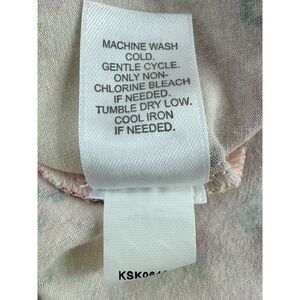 MACHINE WASH
COLD.
GENTLE CYCLE.
ONLY NON-
CHLORINE BLEACH
IF NEEDED.
TUMBLE DRY LOW.
COOL IRON
IF NEEDED.